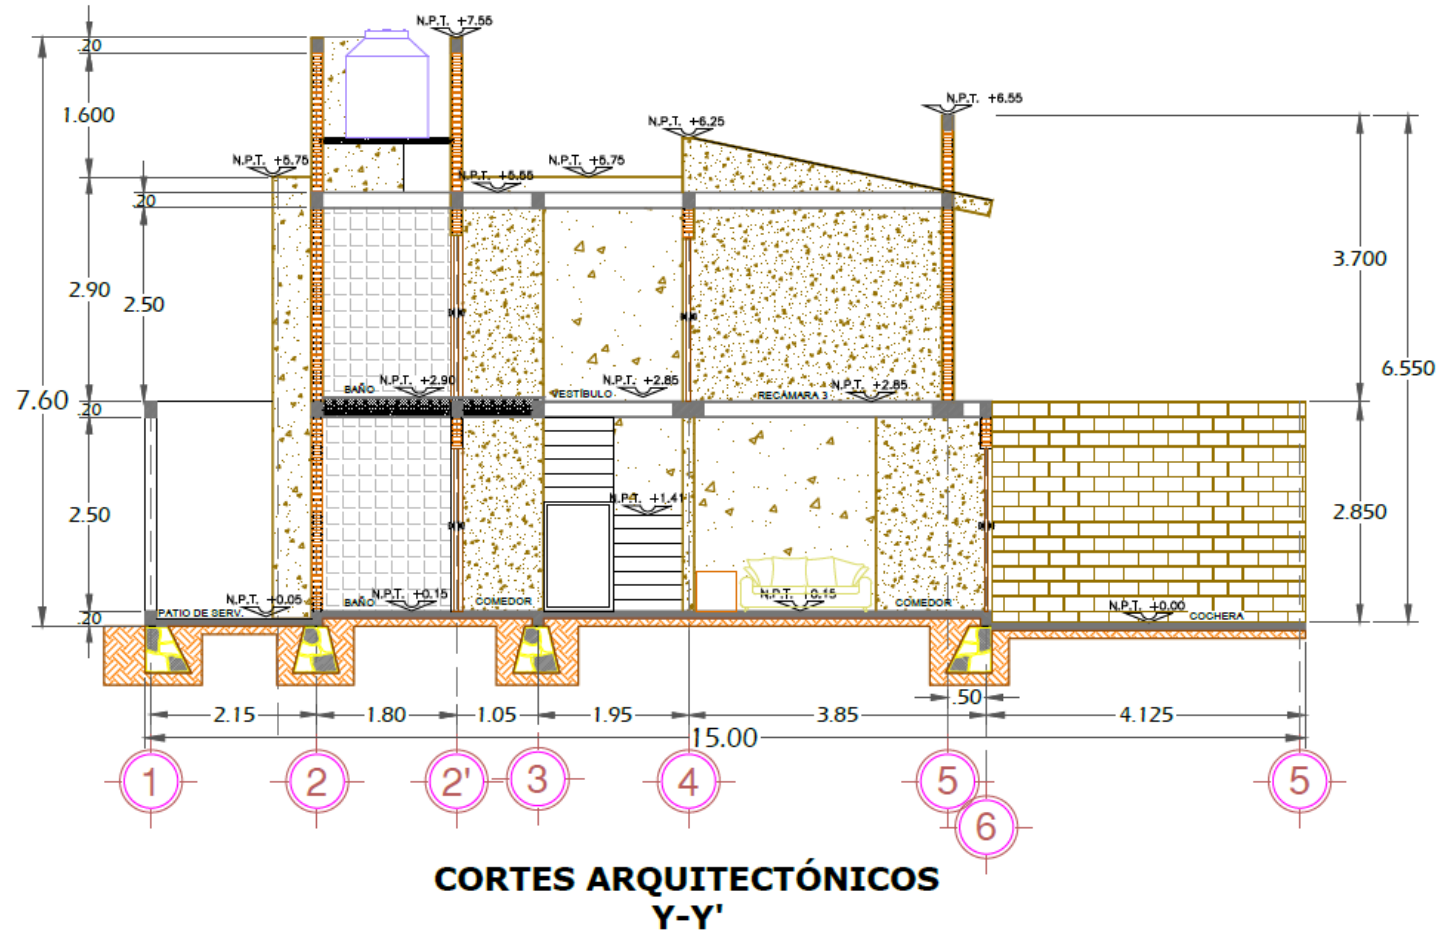 N.P.T. +7.55
.20
1.600
N.P.T. +6.55
N.P.T. +6.25
N.P.T. +5.75
N.P.T. +5.55
N.P.T. +5.75
.20
3.700
2.90
2.50
6.550
7.60
BAÑO
N.P.T. +2.90
VESTÍBULO
N.P.T. +2.85
RECÁMARA 3
N.P.T. +2.85
.20
2.50
N.P.T. +1.41
2.850
PATIO DE SERV.
N.P.T. +0.05
BAÑO
N.P.T. +0.15
COMEDOR
N.P.T. +0.15
COMEDOR
N.P.T. +0.00
COCHERA
.20
.50
2.15
1.80
1.05
1.95
3.85
4.125
15.00
1
2
2'
3
4
5
5
6
CORTES ARQUITECTÓNICOS
Y-Y'